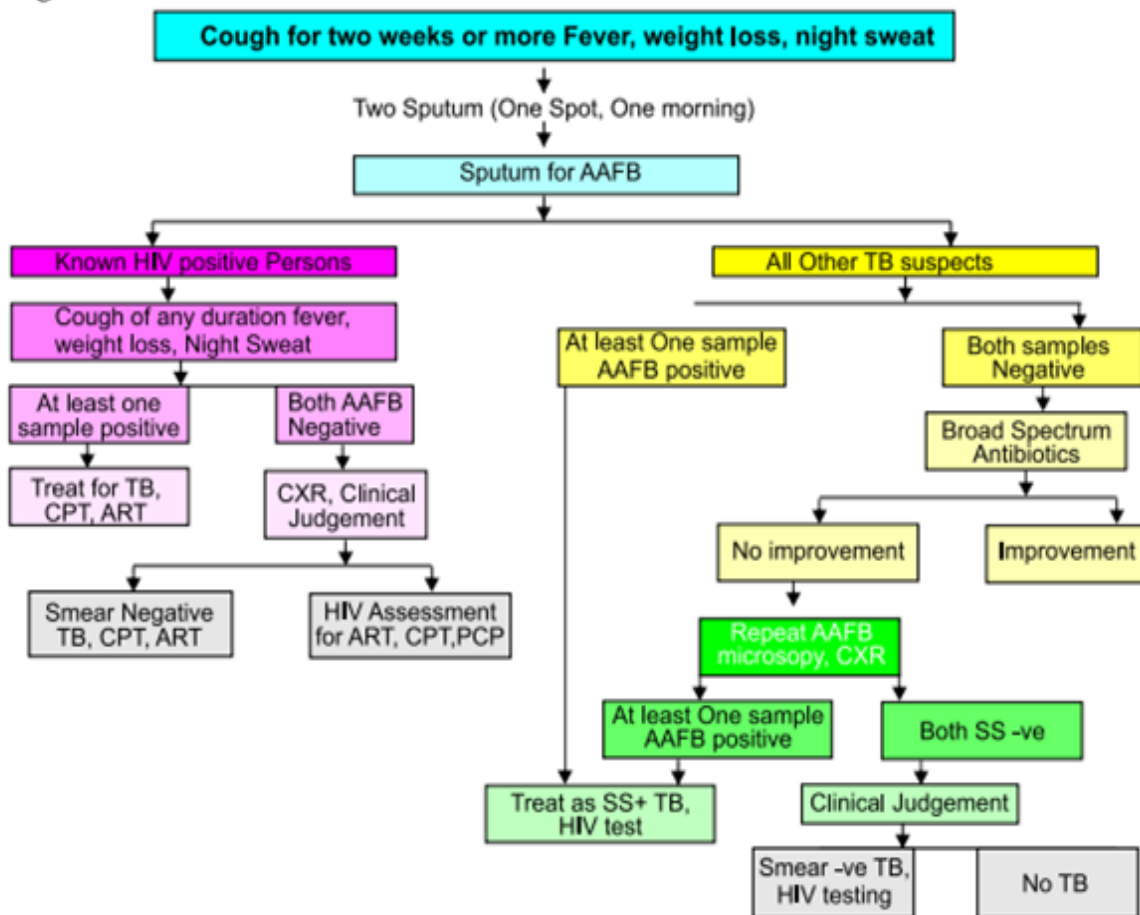 Cough for two weeks or more Fever, weight loss, night sweat
Two Sputum (One Spot, One morning)
Sputum for AAFB
Known HIV positive Persons
All Other TB suspects
Cough of any duration fever,
weight loss, Night Sweat
At least One sample
AAFB positive
Both samples
Negative
At least one
sample positive
Both AAFB
Negative
Broad Spectrum
Antibiotics
Treat for TB,
CPT, ART
CXR, Clinical
Judgement
No improvement
Improvement
Smear Negative
TB, CPT, ART
HIV Assessment
for ART, CPT,PCP
Repeat AAFB
microsopy, CXR
At least One sample
AAFB positive
Both SS -ve
Treat as SS+ TB,
HIV test
Clinical Judgement
Smear -ve TB,
HIV testing
No TB